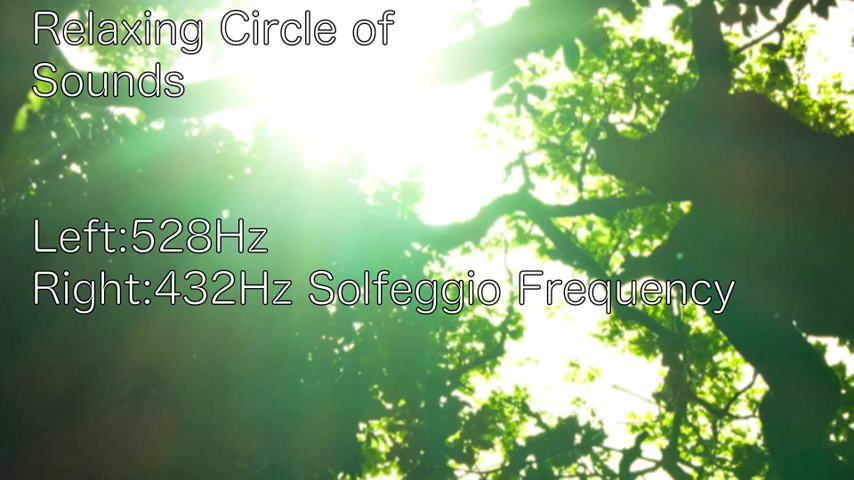 Relaxing Circle of
Sounds
Left:528Hz
Right:432Hz Solfeggio Frequency